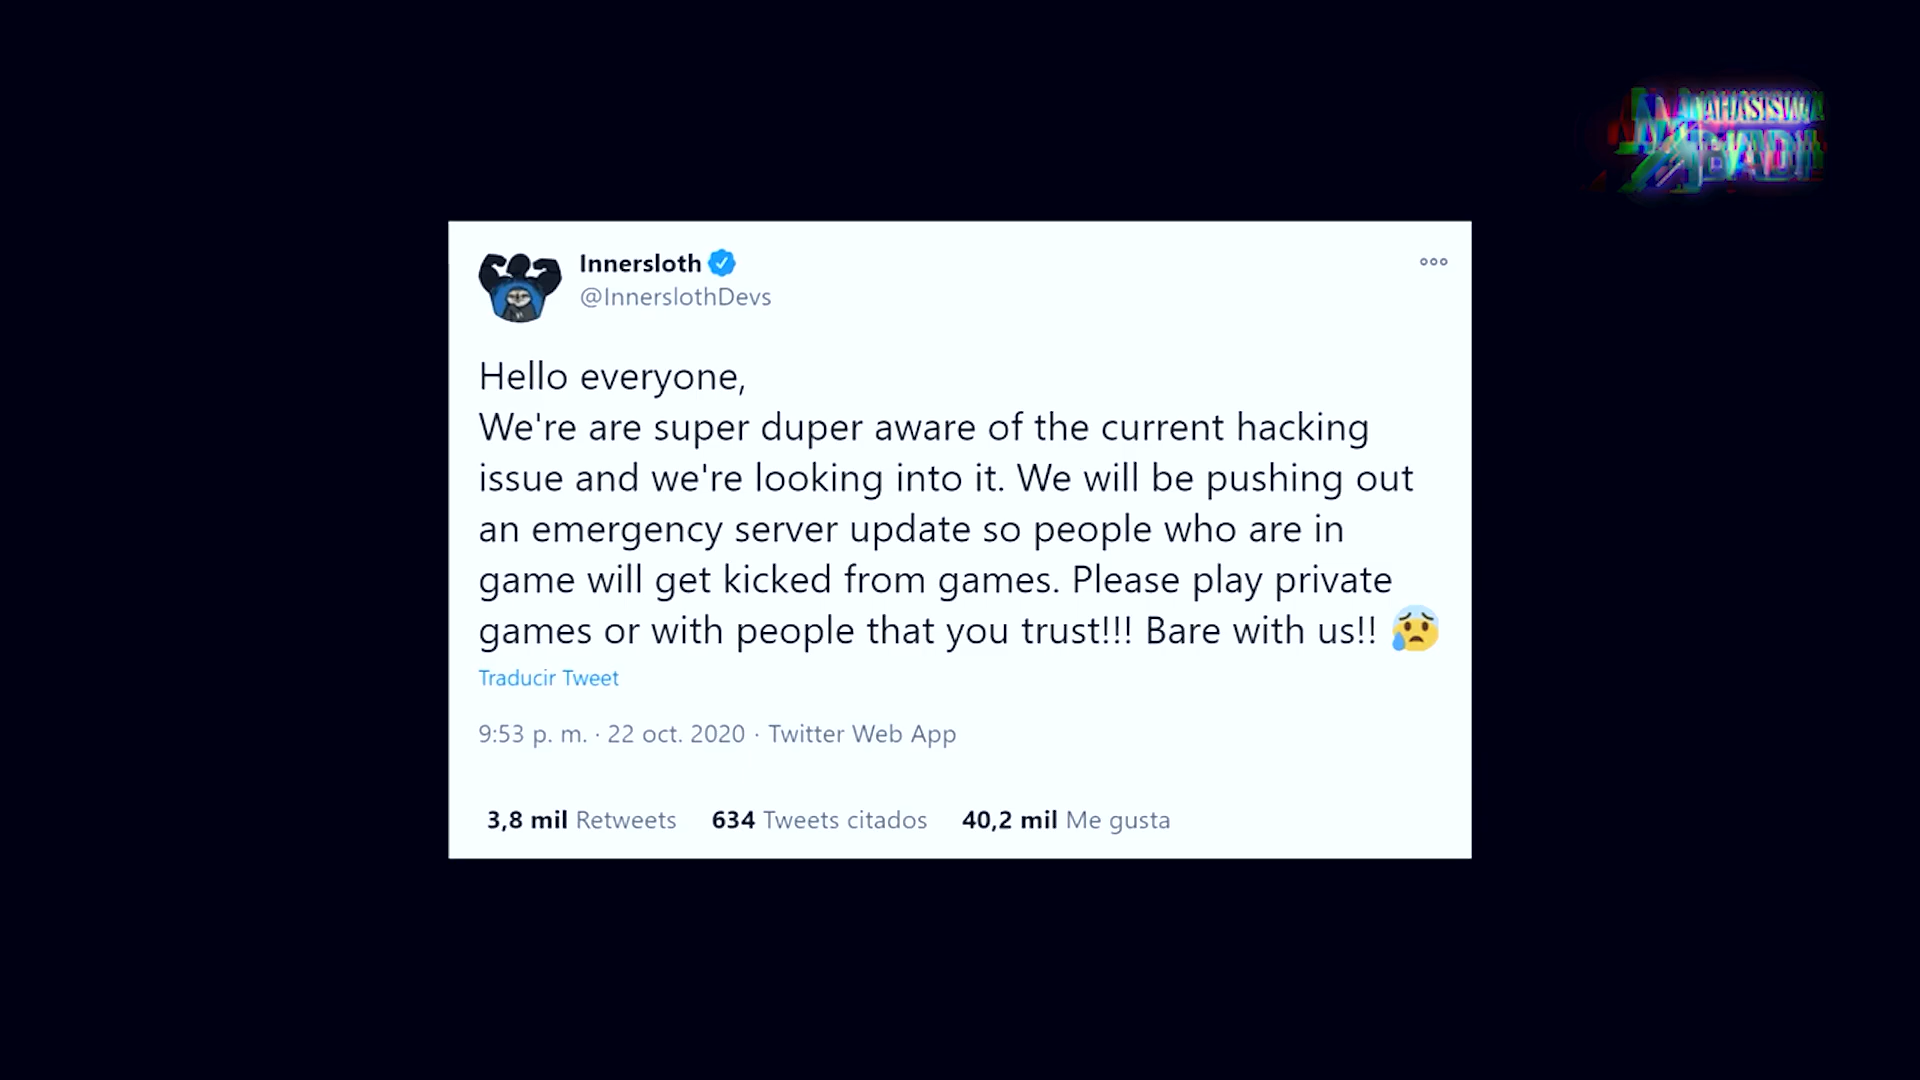 MAHASISWA
ABADI
Innersloth
@InnerslothDevs
Hello everyone,
We're are super duper aware of the current hacking
issue and we're looking into it. We will be pushing out
an emergency server update so people who are in
game will get kicked from games. Please play private
games or with people that you trust!!! Bare with us!! 😰
Traducir Tweet
9:53 p. m. · 22 oct. 2020 · Twitter Web App
3,8 mil Retweets 634 Tweets citados 40,2 mil Me gusta